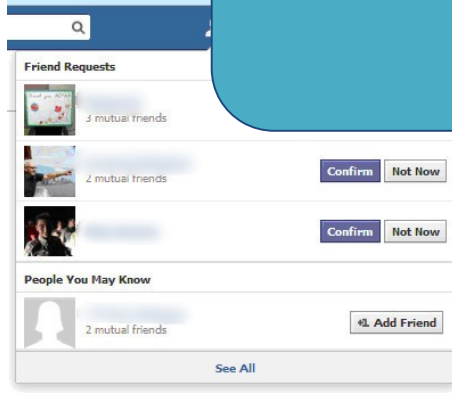 Friend Requests
3 mutual friends
2 mutual friends
Confirm Not Now
Confirm Not Now
People You May Know
2 mutual friends
+1 Add Friend
See All